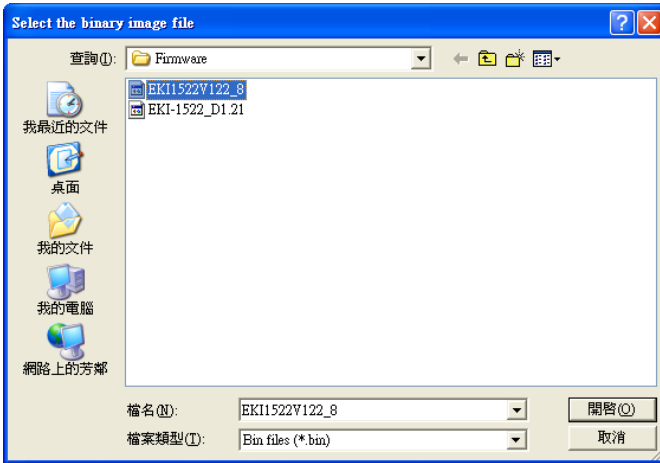 Select the binary image file
查詢(I): Firmware
EKI1522V122_8
EKI-1522_D1.21
我最近的文件
桌面
我的文件
我的電腦
網路上的芳鄰
檔名(N): EKI1522V122_8 開啓(O)
檔案類型(T): Bin files (*.bin) 取消